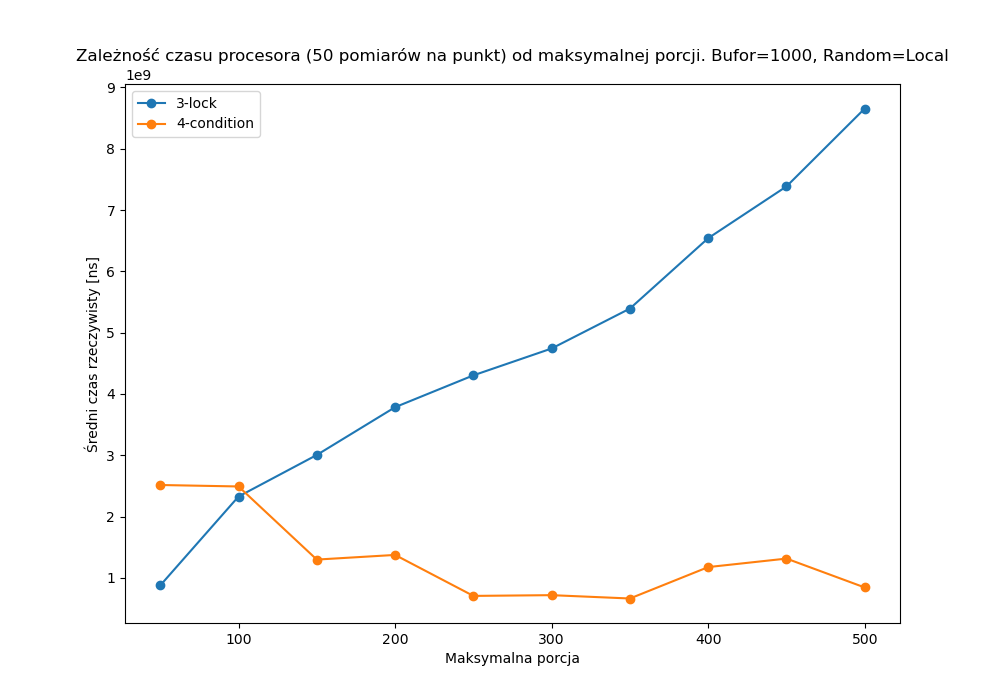 Zależność czasu procesora (50 pomiarów na punkt) od maksymalnej porcji. Bufor=1000, Random=Local
1e9
3-lock
4-condition
9
8
7
6
5
4
3
2
1
Średni czas rzeczywisty [ns]
100 200 300 400 500
Maksymalna porcja